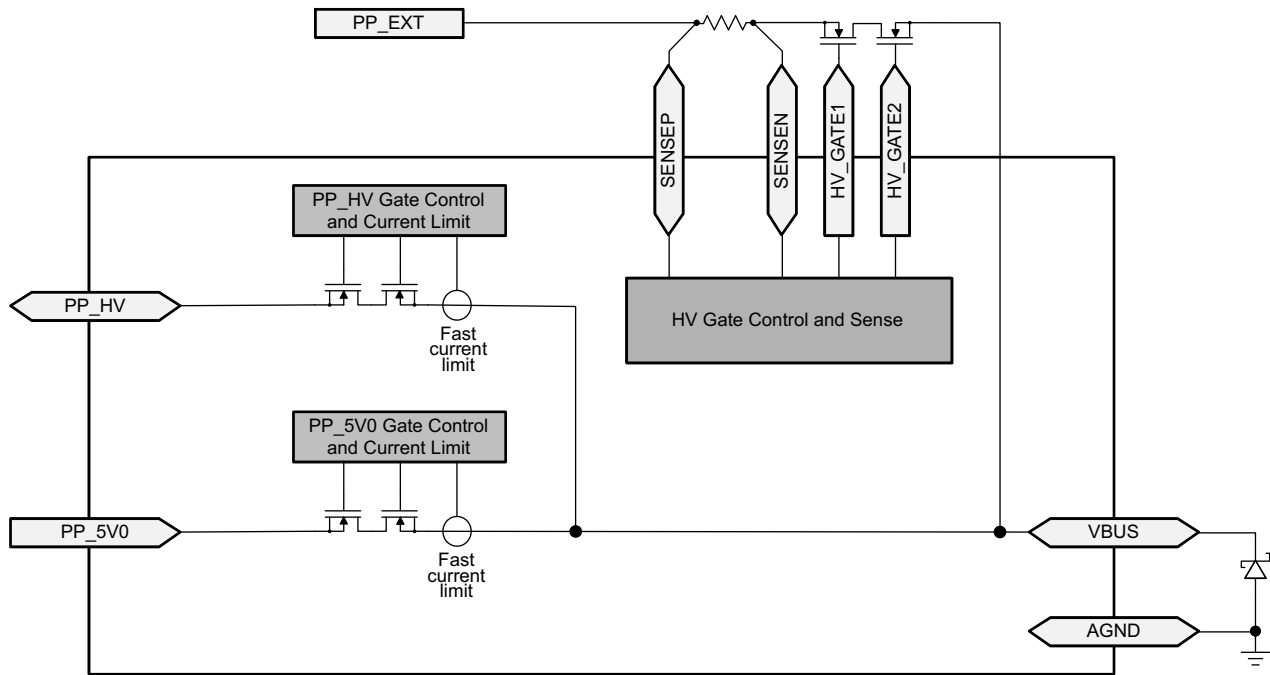 PP_EXT
SENSEP
SENSEN
HV_GATE1
HV_GATE2
PP_HV Gate Control
and Current Limit
PP_HV
Fast
current
limit
HV Gate Control and Sense
PP_5V0 Gate Control
and Current Limit
PP_5V0
Fast
current
limit
VBUS
AGND